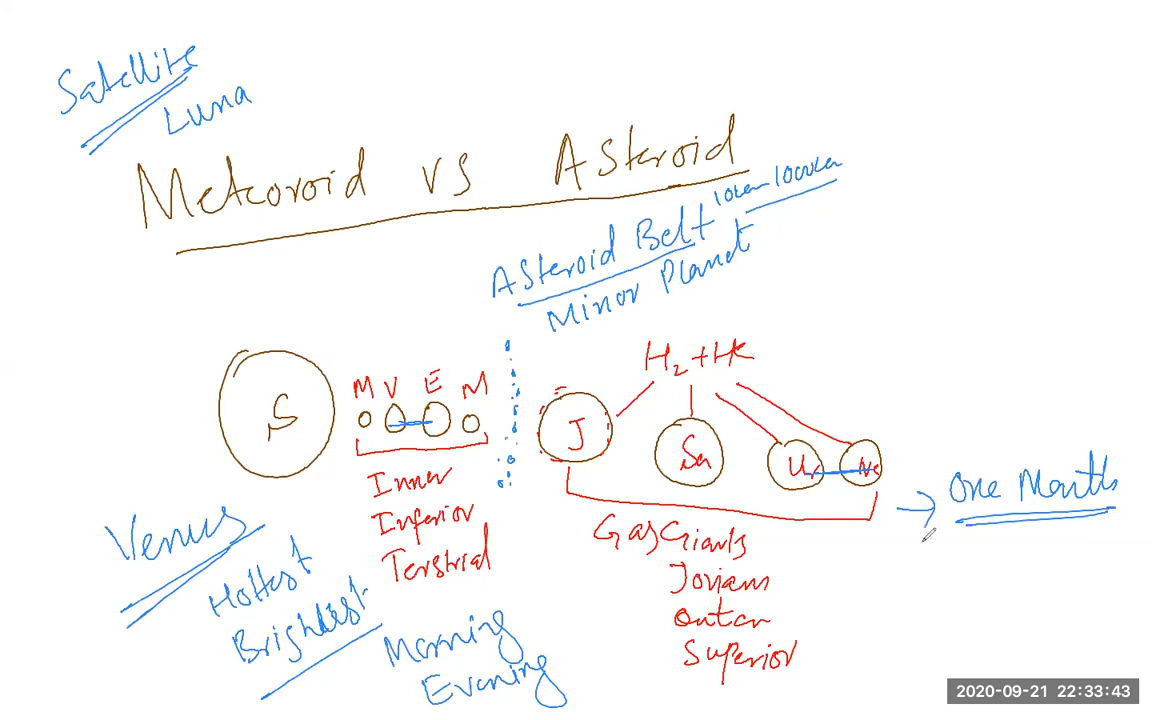 Satellite
Luna
Meteoroid vs Asteroid
Asteroid Belt
Minor Planet
H2 + He
M V E M
S
J
Sa
Ur
Ne
Inner
Inferior
Terstrial
Gas Giants
Jovians
Outer
Superior
→ One Month
Venus
Hottest
Brightest
Morning
Evening
2020-09-21 22:33:43